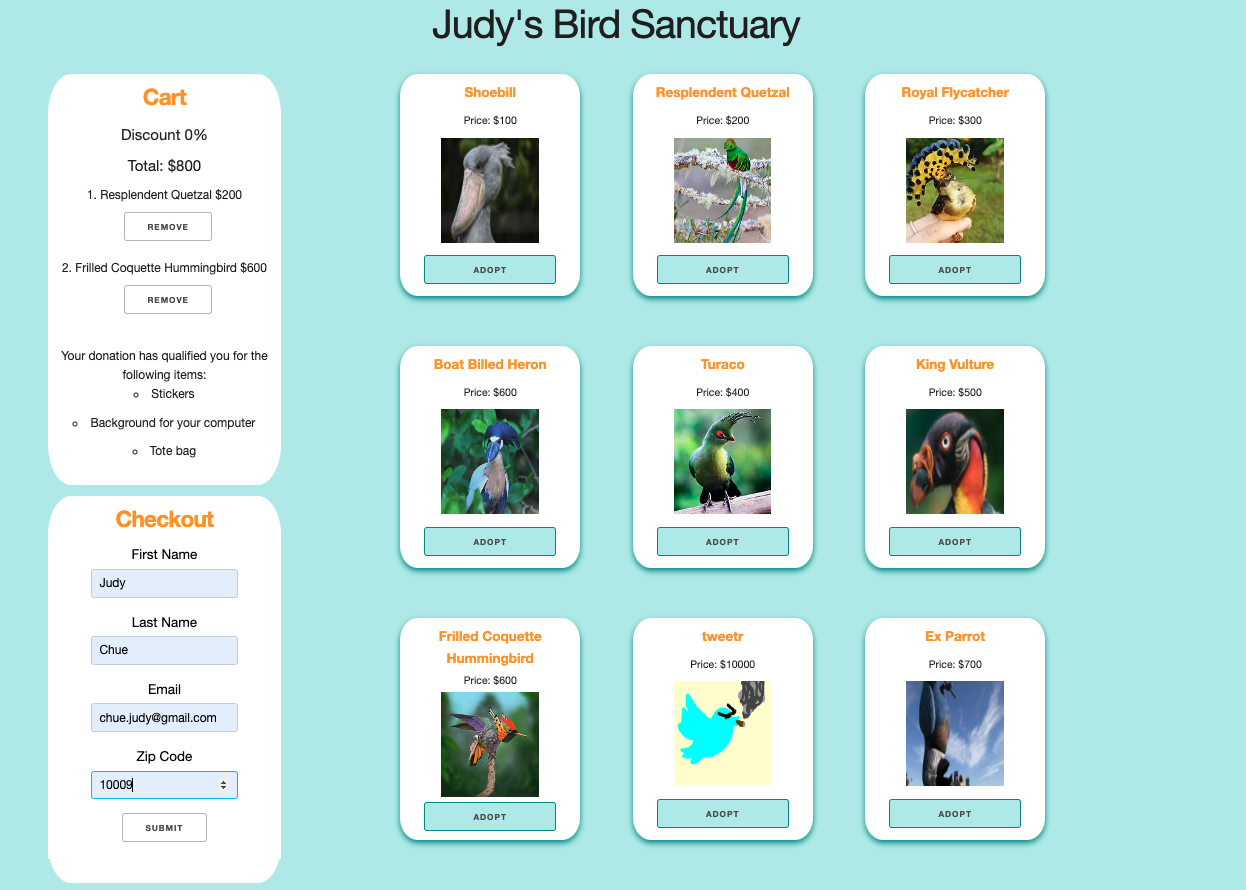 Judy's Bird Sanctuary
Cart
Discount 0%
Total: $800
1. Resplendent Quetzal $200
REMOVE
2. Frilled Coquette Hummingbird $600
REMOVE
Your donation has qualified you for the
following items:
Stickers
Background for your computer
Tote bag
Checkout
First Name
Judy
Last Name
Chue
Email
chue.judy@gmail.com
Zip Code
10009
SUBMIT
Shoebill
Price: $100
ADOPT
Resplendent Quetzal
Price: $200
ADOPT
Royal Flycatcher
Price: $300
ADOPT
Boat Billed Heron
Price: $600
ADOPT
Turaco
Price: $400
ADOPT
King Vulture
Price: $500
ADOPT
Frilled Coquette
Hummingbird
Price: $600
ADOPT
tweetr
Price: $10000
ADOPT
Ex Parrot
Price: $700
ADOPT